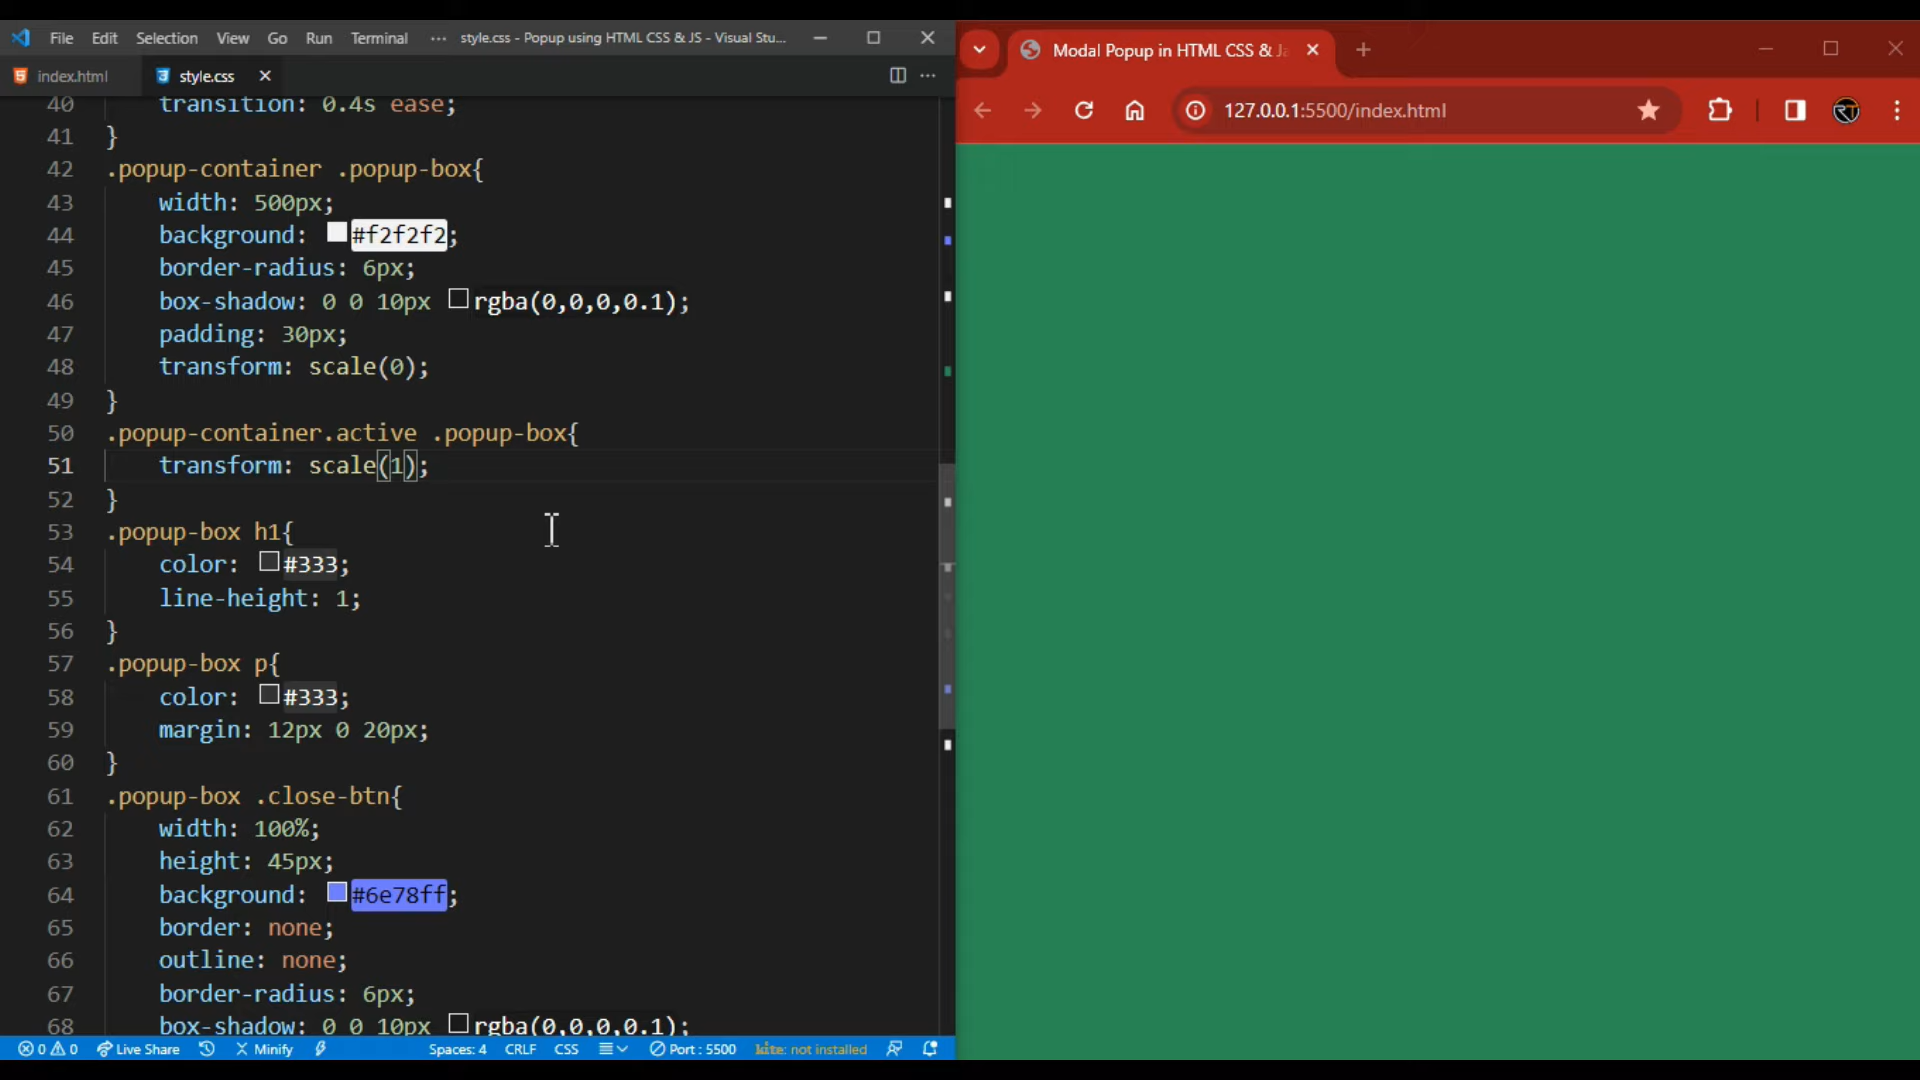 File Edit Selection View Go Run Terminal ··· style.css - Popup using HTML CSS & JS - Visual Stu...
index.html style.css
40 transition: 0.4s ease;
41 }
42 .popup-container .popup-box{
43 width: 500px;
44 background: #f2f2f2;
45 border-radius: 6px;
46 box-shadow: 0 0 10px rgba(0,0,0,0.1);
47 padding: 30px;
48 transform: scale(0);
49 }
50 .popup-container.active .popup-box{
51 transform: scale(1);
52 }
53 .popup-box h1{
54 color: #333;
55 line-height: 1;
56 }
57 .popup-box p{
58 color: #333;
59 margin: 12px 0 20px;
60 }
61 .popup-box .close-btn{
62 width: 100%;
63 height: 45px;
64 background: #6e78ff;
65 border: none;
66 outline: none;
67 border-radius: 6px;
68 box-shadow: 0 0 10px rgba(0,0,0,0.1);
0 0 Live Share Minify Spaces: 4 CRLF CSS Port : 5500 kite: not installed
Modal Popup in HTML CSS & Ja
127.0.0.1:5500/index.html